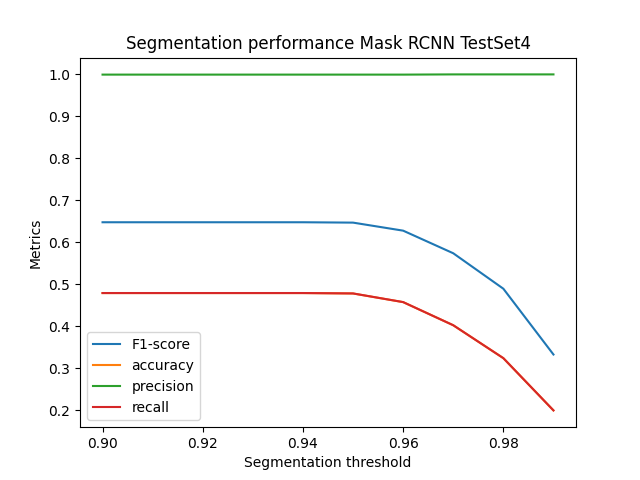 Segmentation performance Mask RCNN TestSet4
Metrics
1.0
0.9
0.8
0.7
0.6
0.5
0.4
0.3
0.2
F1-score
accuracy
precision
recall
0.90 0.92 0.94 0.96 0.98
Segmentation threshold